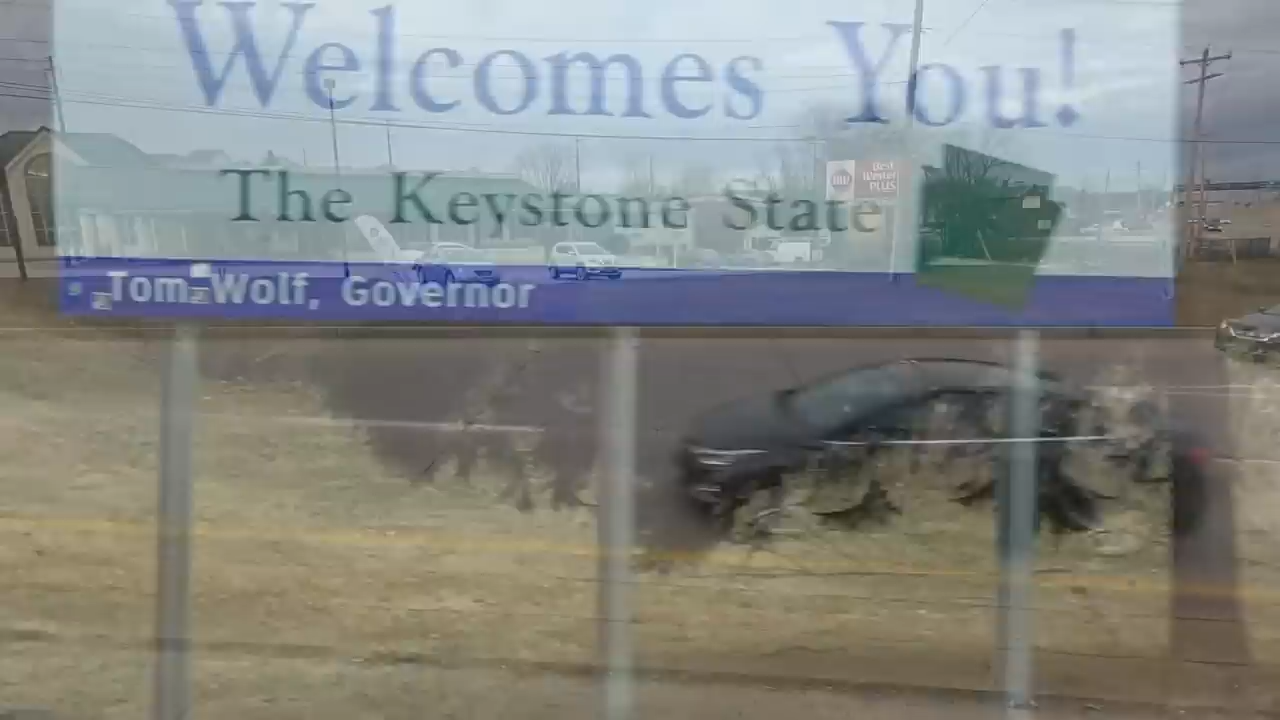 Welcomes You!
The Keystone State
Best
Western
PLUS
Tom Wolf, Governor